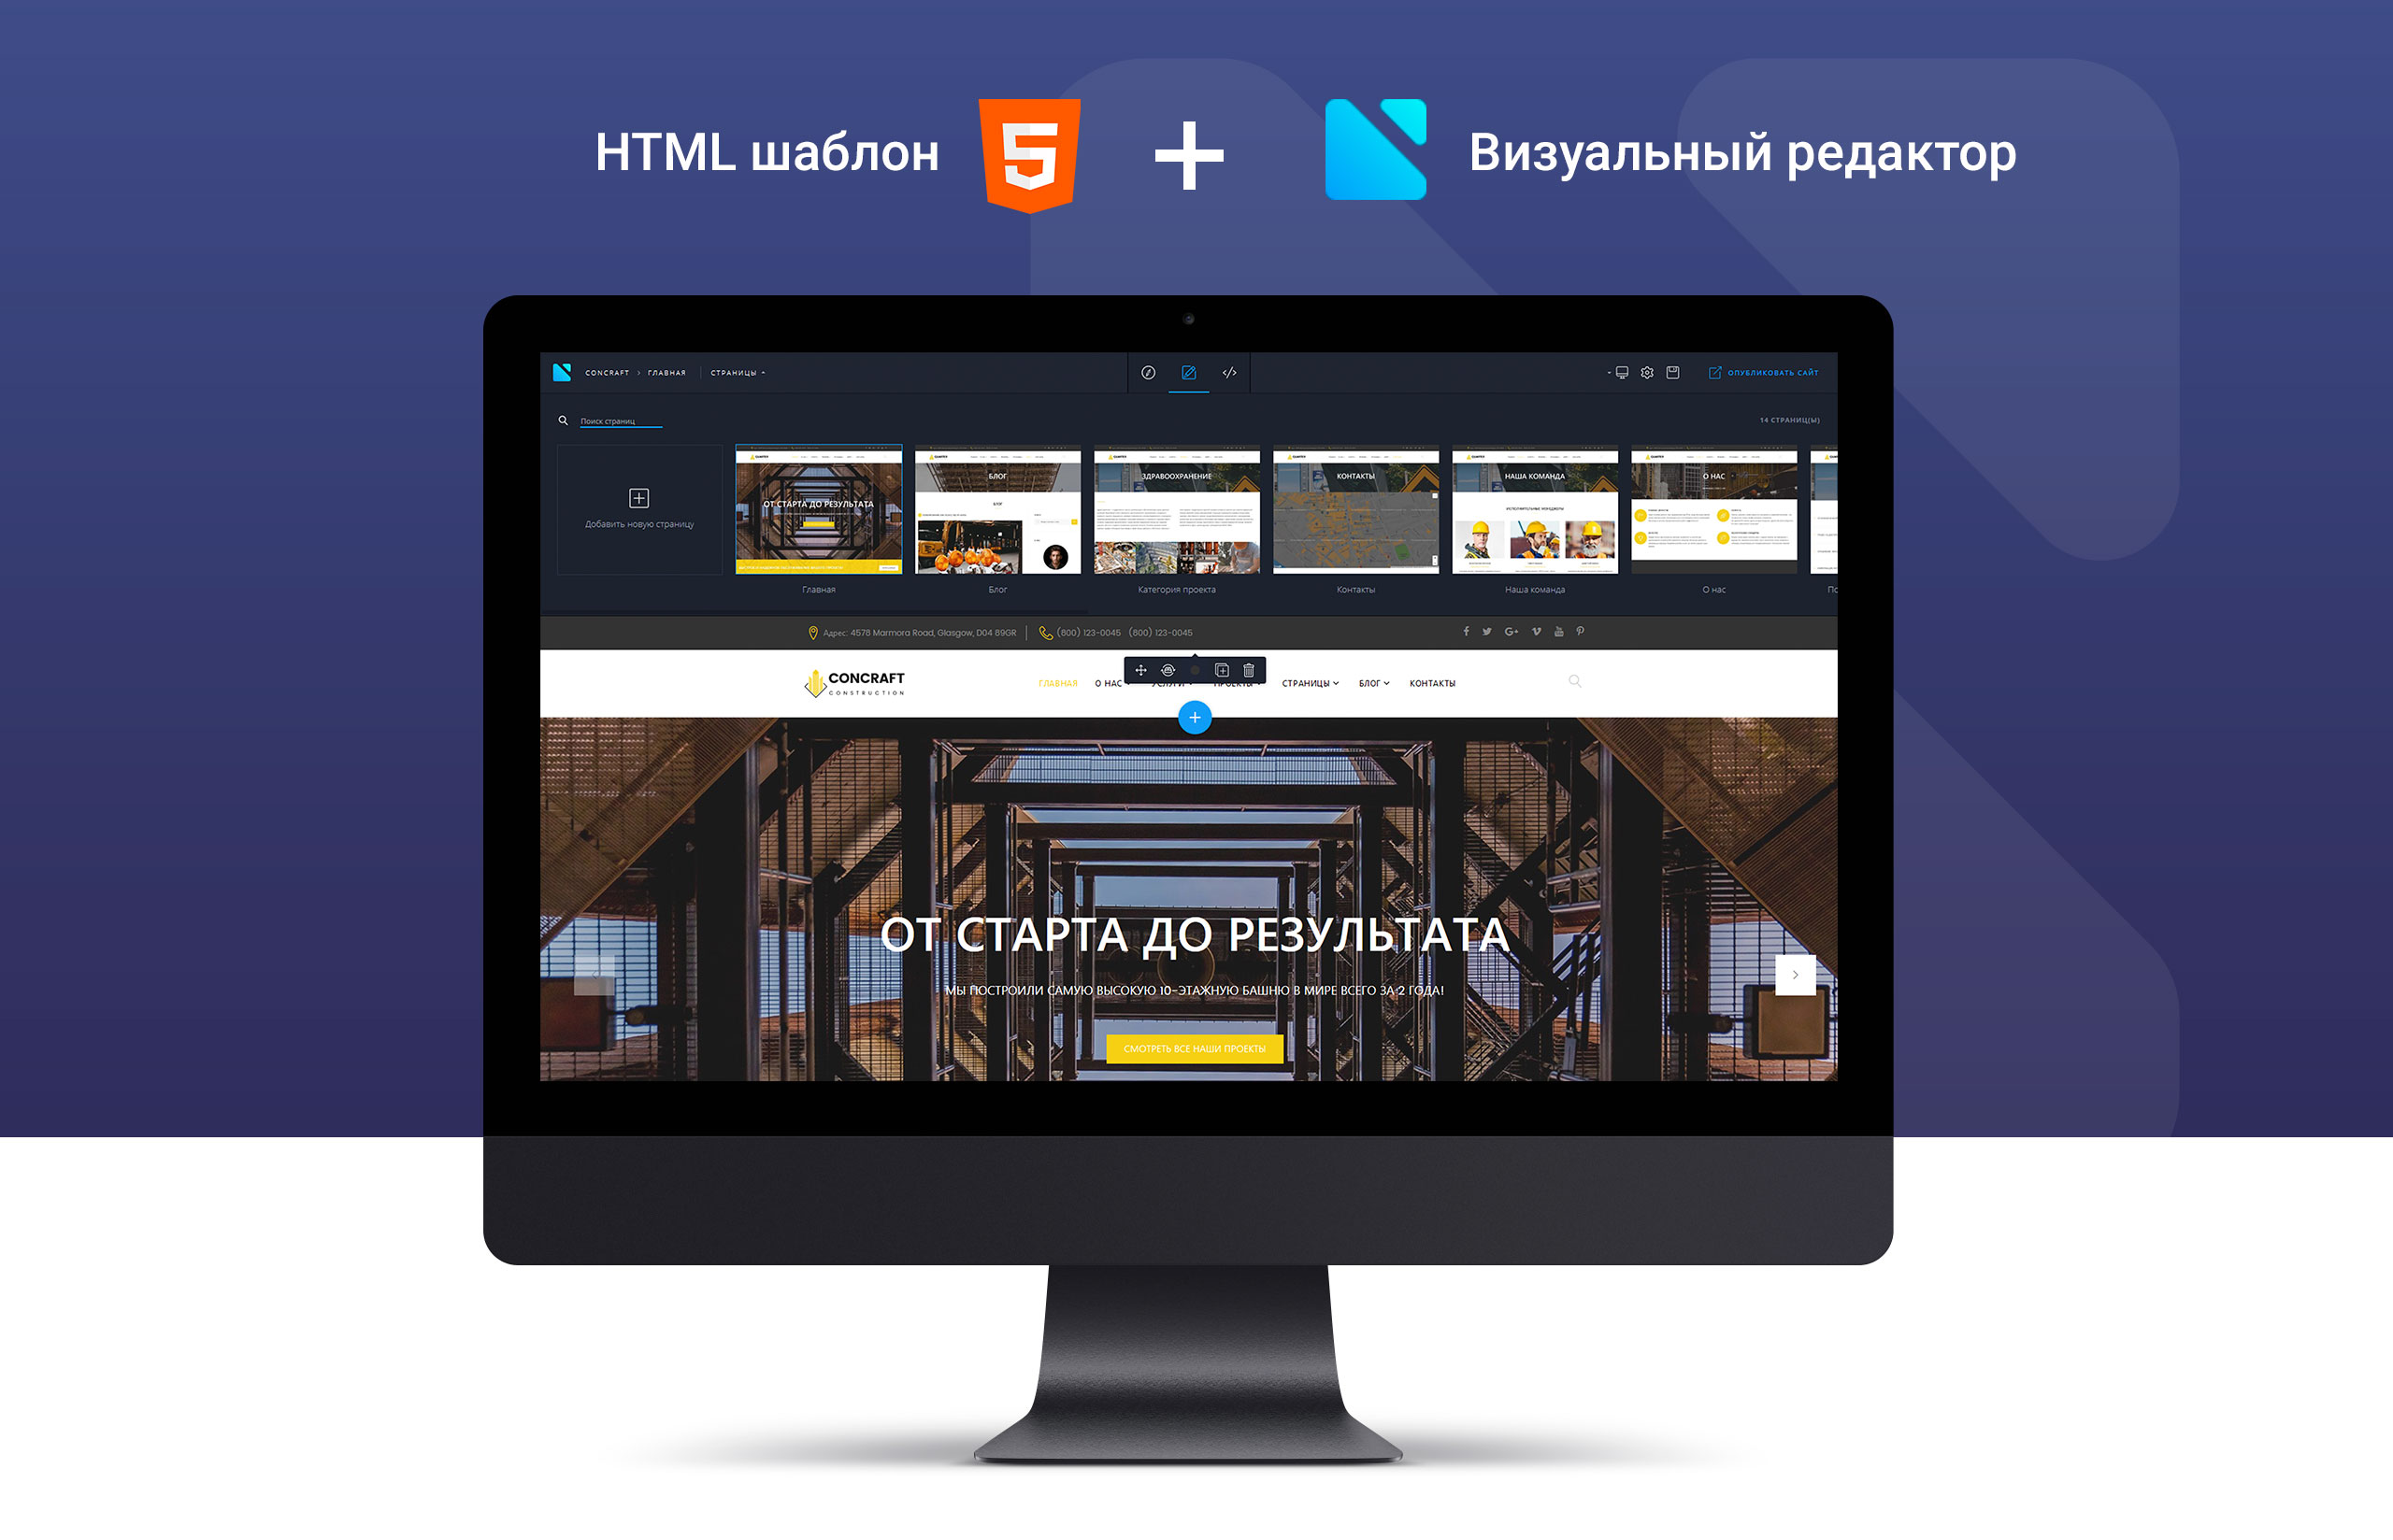 HTML шаблон
Визуальный редактор
CONCRAFT > ГЛАВНАЯ СТРАНИЦЫ
ОПУБЛИКОВАТЬ САЙТ
Поиск страниц
14 СТРАНИЦ(Ы)
Добавить новую страницу
ОТ СТАРТА ДО РЕЗУЛЬТАТА
БЛОГ
ЗДРАВООХРАНЕНИЕ
КОНТАКТЫ
НАША КОМАНДА
О НАС
Главная
Блог
Категория проекта
Контакты
Наша команда
О нас
Адрес: 4578 Marmora Road, Glasgow, D04 89GR
(800) 123-0045 (800) 123-0045
CONCRAFT
CONSTRUCTION
ГЛАВНАЯ О НАС УСЛУГИ ПРОЕКТЫ СТРАНИЦЫ БЛОГ КОНТАКТЫ
ОТ СТАРТА ДО РЕЗУЛЬТАТА
МЫ ПОСТРОИЛИ САМУЮ ВЫСОКУЮ 10-ЭТАЖНУЮ БАШНЮ В МИРЕ ВСЕГО ЗА 2 ГОДА!
СМОТРЕТЬ ВСЕ НАШИ ПРОЕКТЫ